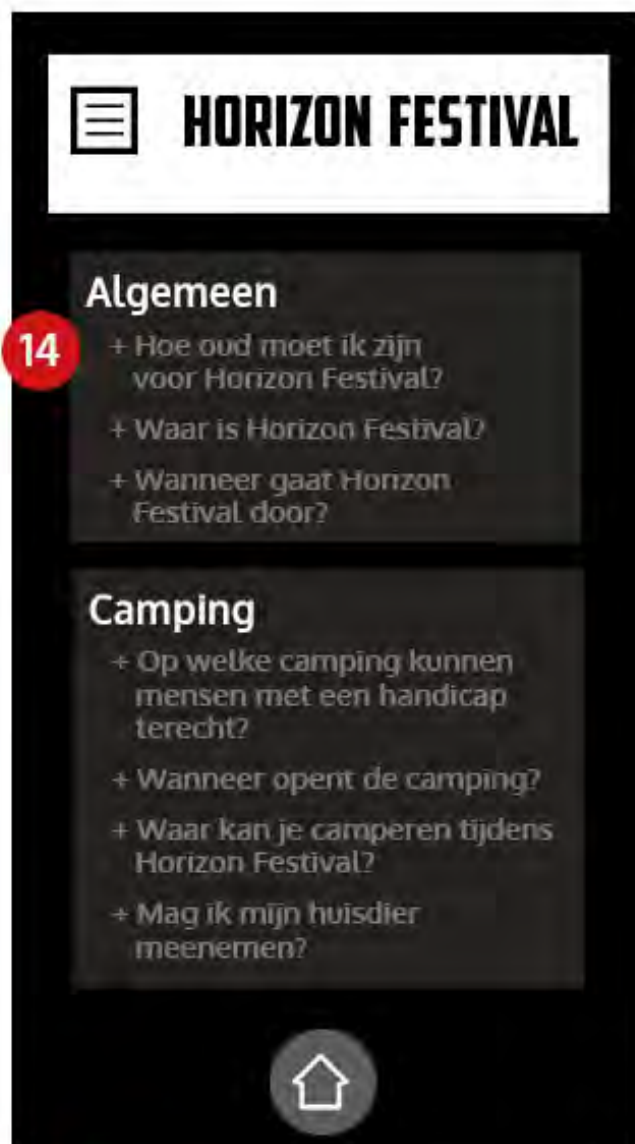 HORIZON FESTIVAL
Algemeen
14
+ Hoe oud moet ik zijn
voor Horizon Festival?
+ Waar is Horizon Festival?
+ Wanneer gaat Horizon
Festival door?
Camping
+ Op welke camping kunnen
mensen met een handicap
terecht?
+ Wanneer opent de camping?
+ Waar kan je camperen tijdens
Horizon Festival?
+ Mag ik mijn huisdier
meenemen?